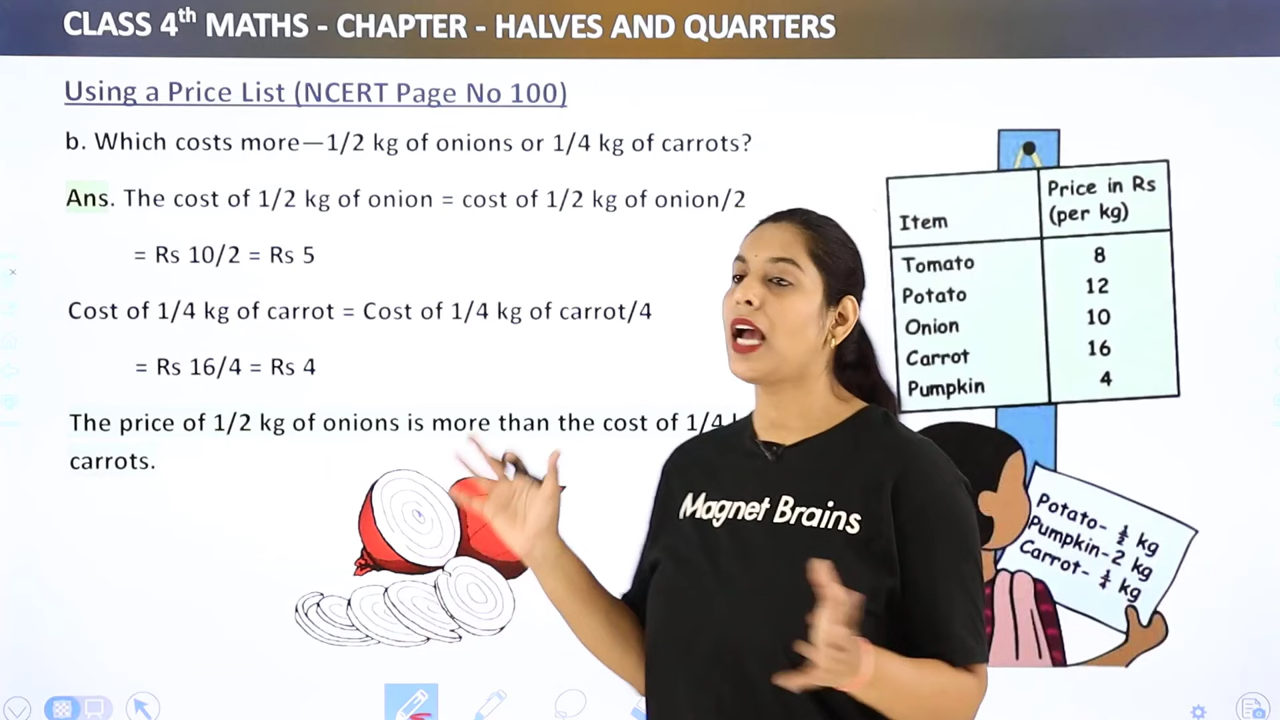 CLASS 4th MATHS - CHAPTER - HALVES AND QUARTERS
Using a Price List (NCERT Page No 100)
b. Which costs more—1/2 kg of onions or 1/4 kg of carrots?
Ans. The cost of 1/2 kg of onion = cost of 1/2 kg of onion/2
= Rs 10/2 = Rs 5
Cost of 1/4 kg of carrot = Cost of 1/4 kg of carrot/4
= Rs 16/4 = Rs 4
The price of 1/2 kg of onions is more than the cost of 1/4
carrots.
Item Price in Rs
(per kg)
Tomato 8
Potato 12
Onion 10
Carrot 16
Pumpkin 4
Potato- ½ kg
Pumpkin-2 kg
Carrot- kg
Magnet Brains